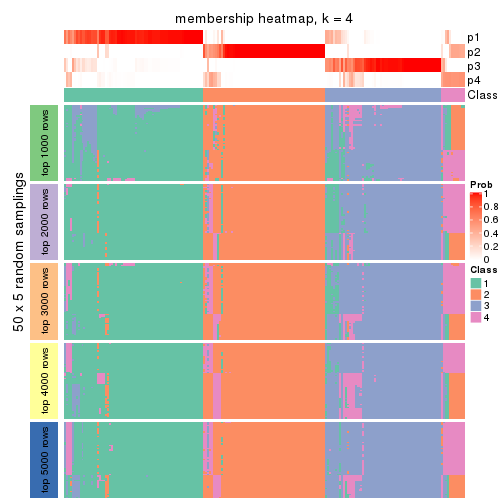 membership heatmap, k = 4
p1
p2
p3
p4
Class
50 x 5 random samplings
top 1000 rows
top 2000 rows
top 3000 rows
top 4000 rows
top 5000 rows
Prob
1
0.8
0.6
0.4
0.2
0
Class
1
2
3
4